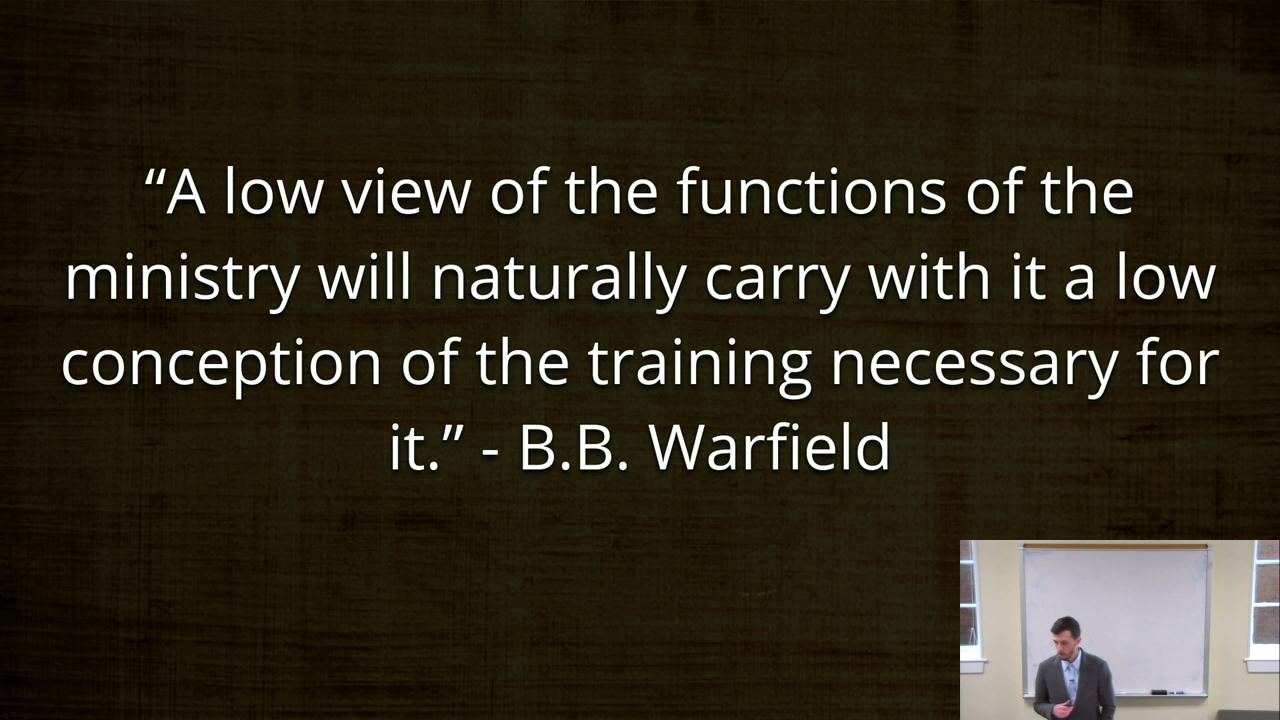 “A low view of the functions of the
ministry will naturally carry with it a low
conception of the training necessary for
it.” - B.B. Warfield